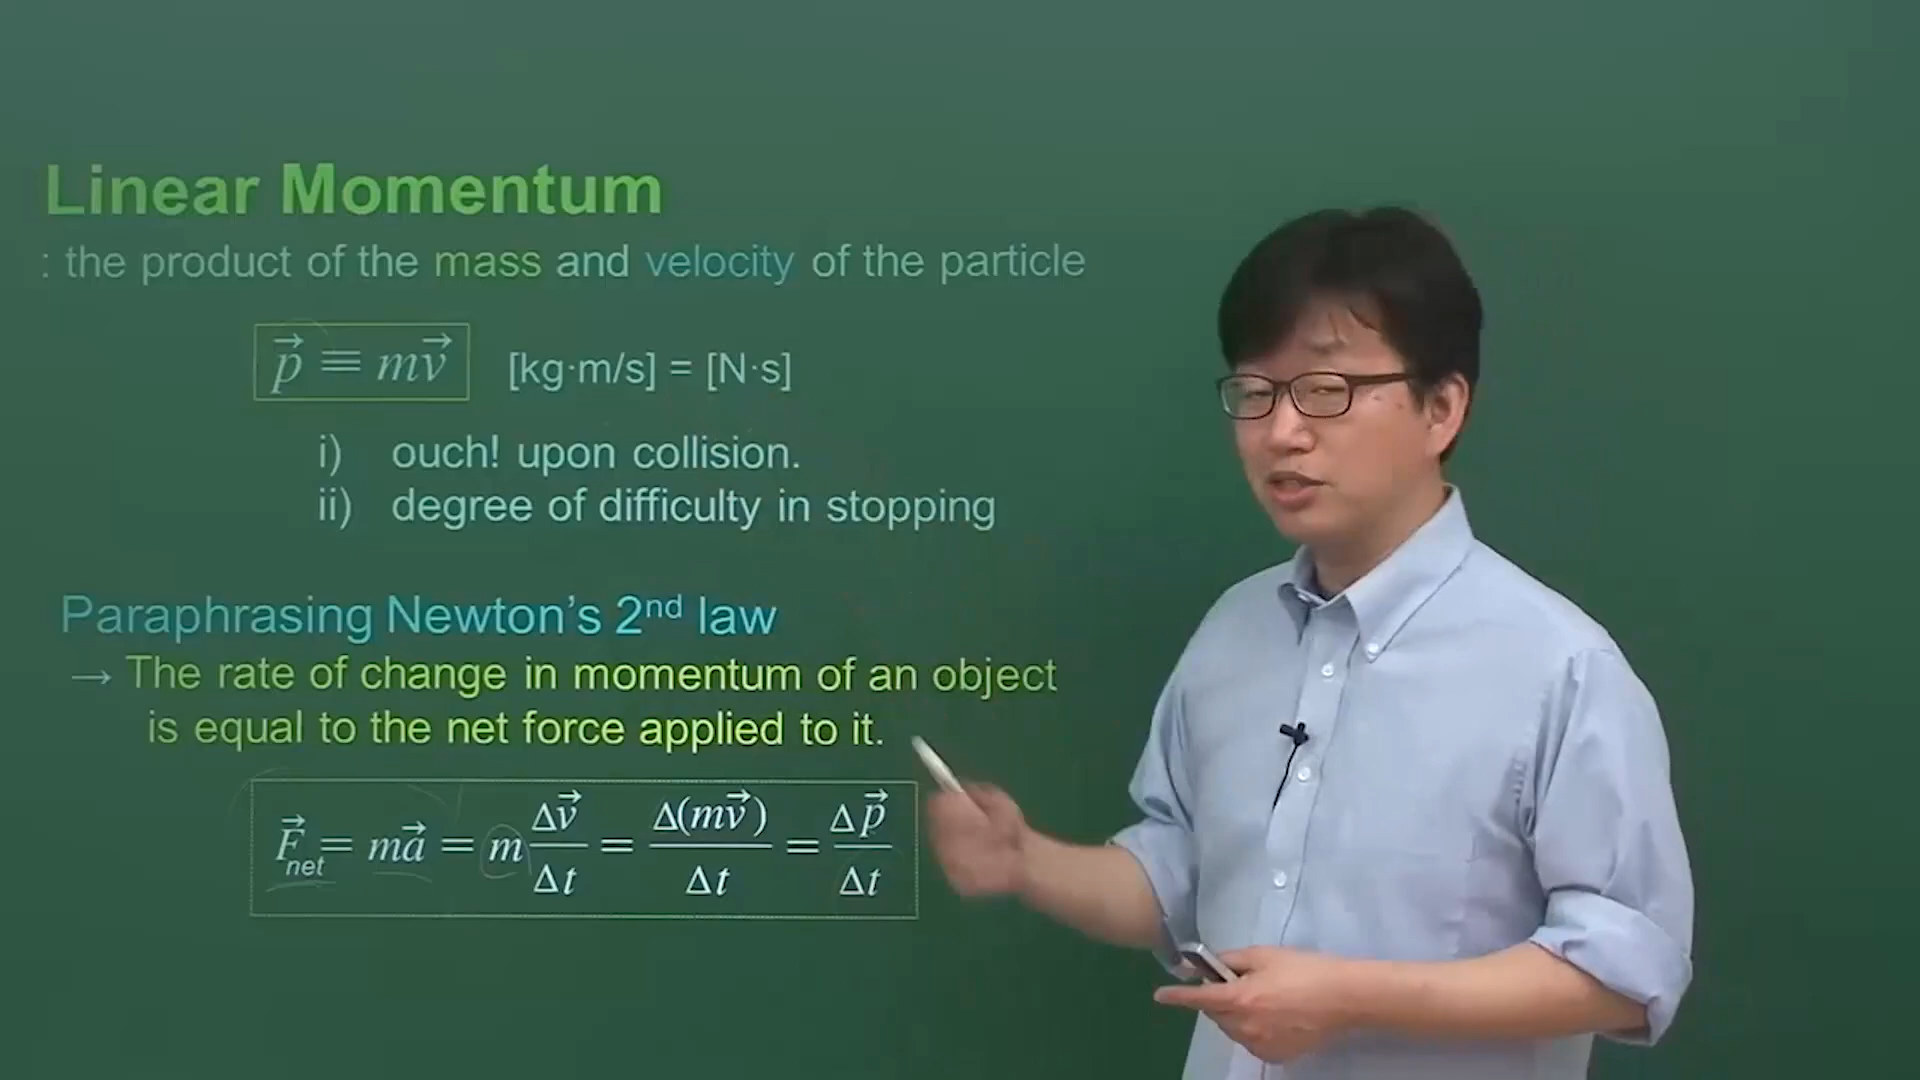 Linear Momentum
: the product of the mass and velocity of the particle
p⃗ ≡ mv⃗ [kg·m/s] = [N·s]
i) ouch! upon collision.
ii) degree of difficulty in stopping
Paraphrasing Newton’s 2nd law
→ The rate of change in momentum of an object
is equal to the net force applied to it.
F⃗net = ma⃗ = m Δv⃗/Δt = Δ(mv⃗)/Δt = Δp⃗/Δt